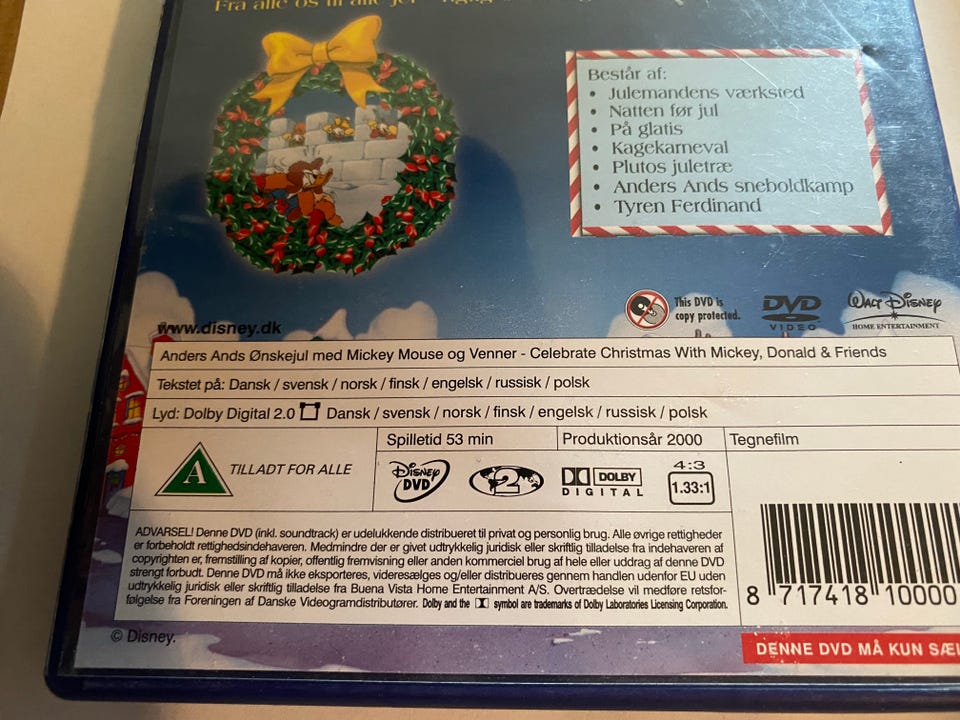 Fra alle os til alle jer
Består af:
• Julemandens værksted
• Natten før jul
• På glatis
• Kagekarneval
• Plutos juletræ
• Anders Ands sneboldkamp
• Tyren Ferdinand
This DVD is
copy protected.
DVD
VIDEO
WALT DISNEY
HOME ENTERTAINMENT
www.disney.dk
Anders Ands Ønskejul med Mickey Mouse og Venner - Celebrate Christmas With Mickey, Donald & Friends
Tekstet på: Dansk / svensk / norsk / finsk / engelsk / russisk / polsk
Lyd: Dolby Digital 2.0 Dansk / svensk / norsk / finsk / engelsk / russisk / polsk
A TILLADT FOR ALLE
Spilletid 53 min
Produktionsår 2000
Tegnefilm
DISNEY
DVD
2
DOLBY
DIGITAL
4:3
1.33:1
ADVARSEL! Denne DVD (inkl. soundtrack) er udelukkende distribueret til privat og personlig brug. Alle øvrige rettigheder
er forbeholdt rettighedsindehaveren. Medmindre der er givet udtrykkelig juridisk eller skriftlig tilladelse fra indehaveren af
copyrighten er, fremstilling af kopier, offentlig fremvisning eller anden kommerciel brug af hele eller uddrag af denne DVD
strengt forbudt. Denne DVD må ikke eksporteres, videresælges og/eller distribueres gennem handlen udenfor EU uden
udtrykkelig juridisk eller skriftlig tilladelse fra Buena Vista Home Entertainment A/S. Overtrædelse vil medføre retsfor-
følgelse fra Foreningen af Danske Videogramdistributører. Dolby and the symbol are trademarks of Dolby Laboratories Licensing Corporation.
8 717418 10000
© Disney.
DENNE DVD MÅ KUN SÆL